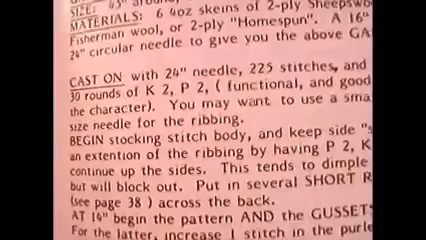 SIZE: 45" around,
MATERIALS: 6 4oz skeins of 2-ply Sheepswo
Fisherman wool, or 2-ply "Homespun". A 16"
24" circular needle to give you the above GA
CAST ON with 24" needle, 225 stitches, and
30 rounds of K 2, P 2, ( functional, and good
the character). You may want to use a sma
size needle for the ribbing.
BEGIN stocking stitch body, and keep side "s
an extention of the ribbing by having P 2, K
continue up the sides. This tends to dimple
but will block out. Put in several SHORT R
(see page 38 ) across the back.
AT 14" begin the pattern AND the GUSSETS
For the latter, increase 1 stitch in the purle